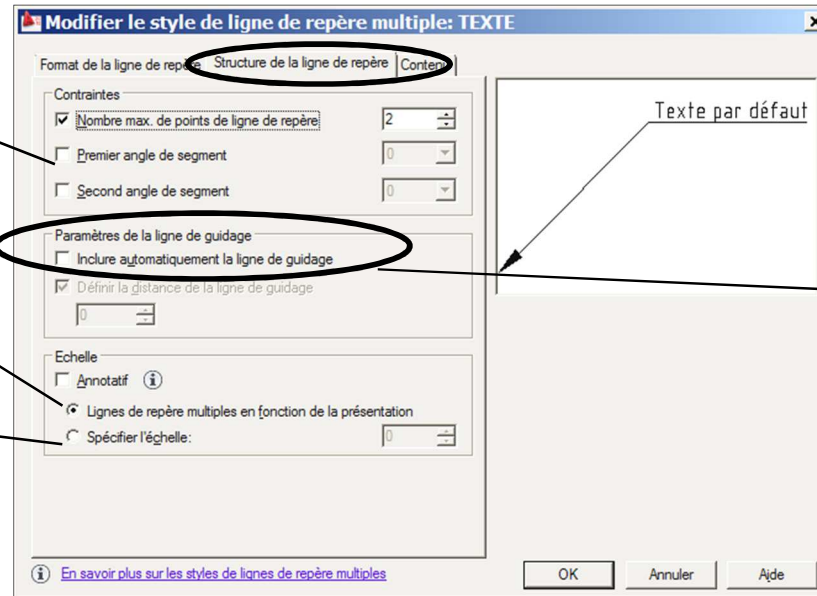 Modifier le style de ligne de repère multiple: TEXTE
Format de la ligne de repère Structure de la ligne de repère Contenu
Contraintes
Nombre max. de points de ligne de repère 2
Premier angle de segment 0
Second angle de segment 0
Paramètres de la ligne de guidage
Inclure automatiquement la ligne de guidage
Définir la distance de la ligne de guidage
0
Echelle
Annotatif
Lignes de repère multiples en fonction de la présentation
Spécifier l'échelle: 0
Texte par défaut
En savoir plus sur les styles de lignes de repère multiples
OK Annuler Aide